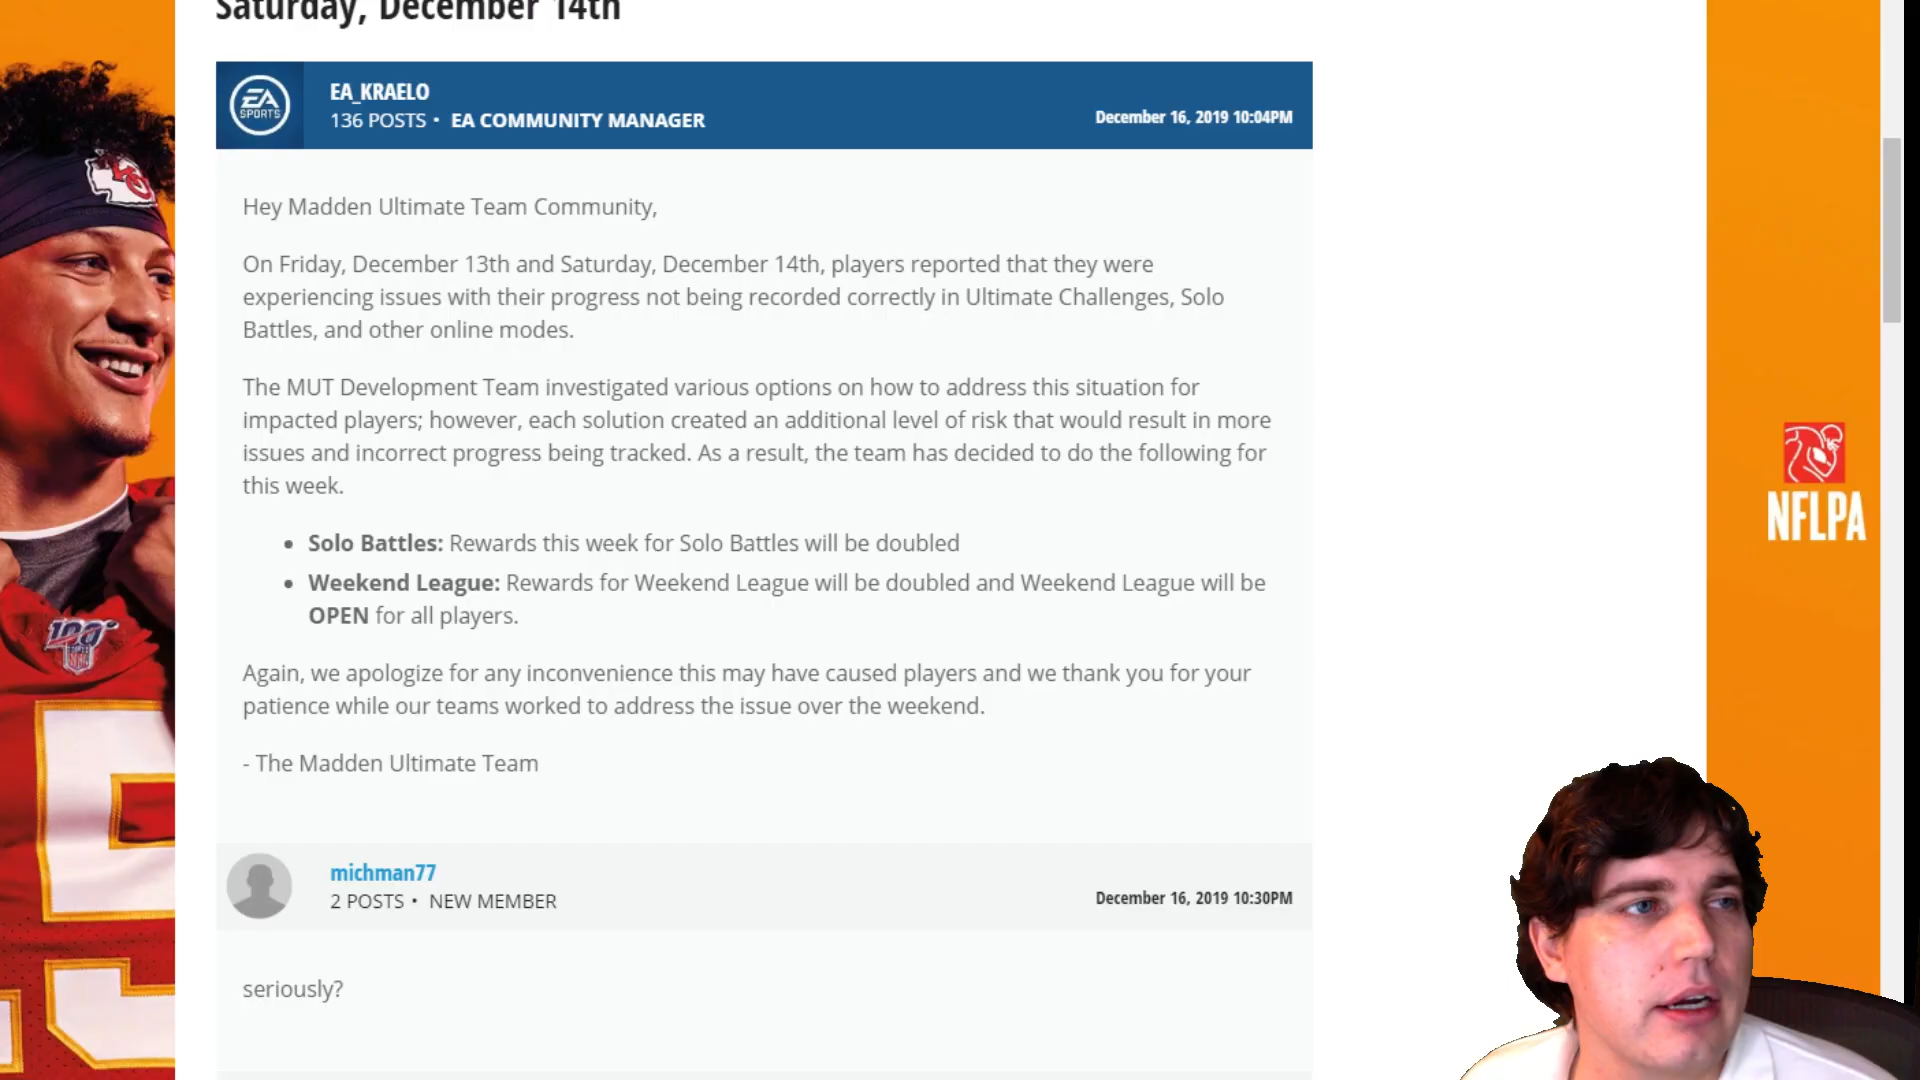 Saturday, December 14th
EA SPORTS
EA_KRAELO
136 POSTS • EA COMMUNITY MANAGER
December 16, 2019 10:04PM
Hey Madden Ultimate Team Community,
On Friday, December 13th and Saturday, December 14th, players reported that they were
experiencing issues with their progress not being recorded correctly in Ultimate Challenges, Solo
Battles, and other online modes.
The MUT Development Team investigated various options on how to address this situation for
impacted players; however, each solution created an additional level of risk that would result in more
issues and incorrect progress being tracked. As a result, the team has decided to do the following for
this week.
• Solo Battles: Rewards this week for Solo Battles will be doubled
• Weekend League: Rewards for Weekend League will be doubled and Weekend League will be
OPEN for all players.
Again, we apologize for any inconvenience this may have caused players and we thank you for your
patience while our teams worked to address the issue over the weekend.
- The Madden Ultimate Team
michman77
2 POSTS • NEW MEMBER
December 16, 2019 10:30PM
seriously?
NFLPA
100
KC
5